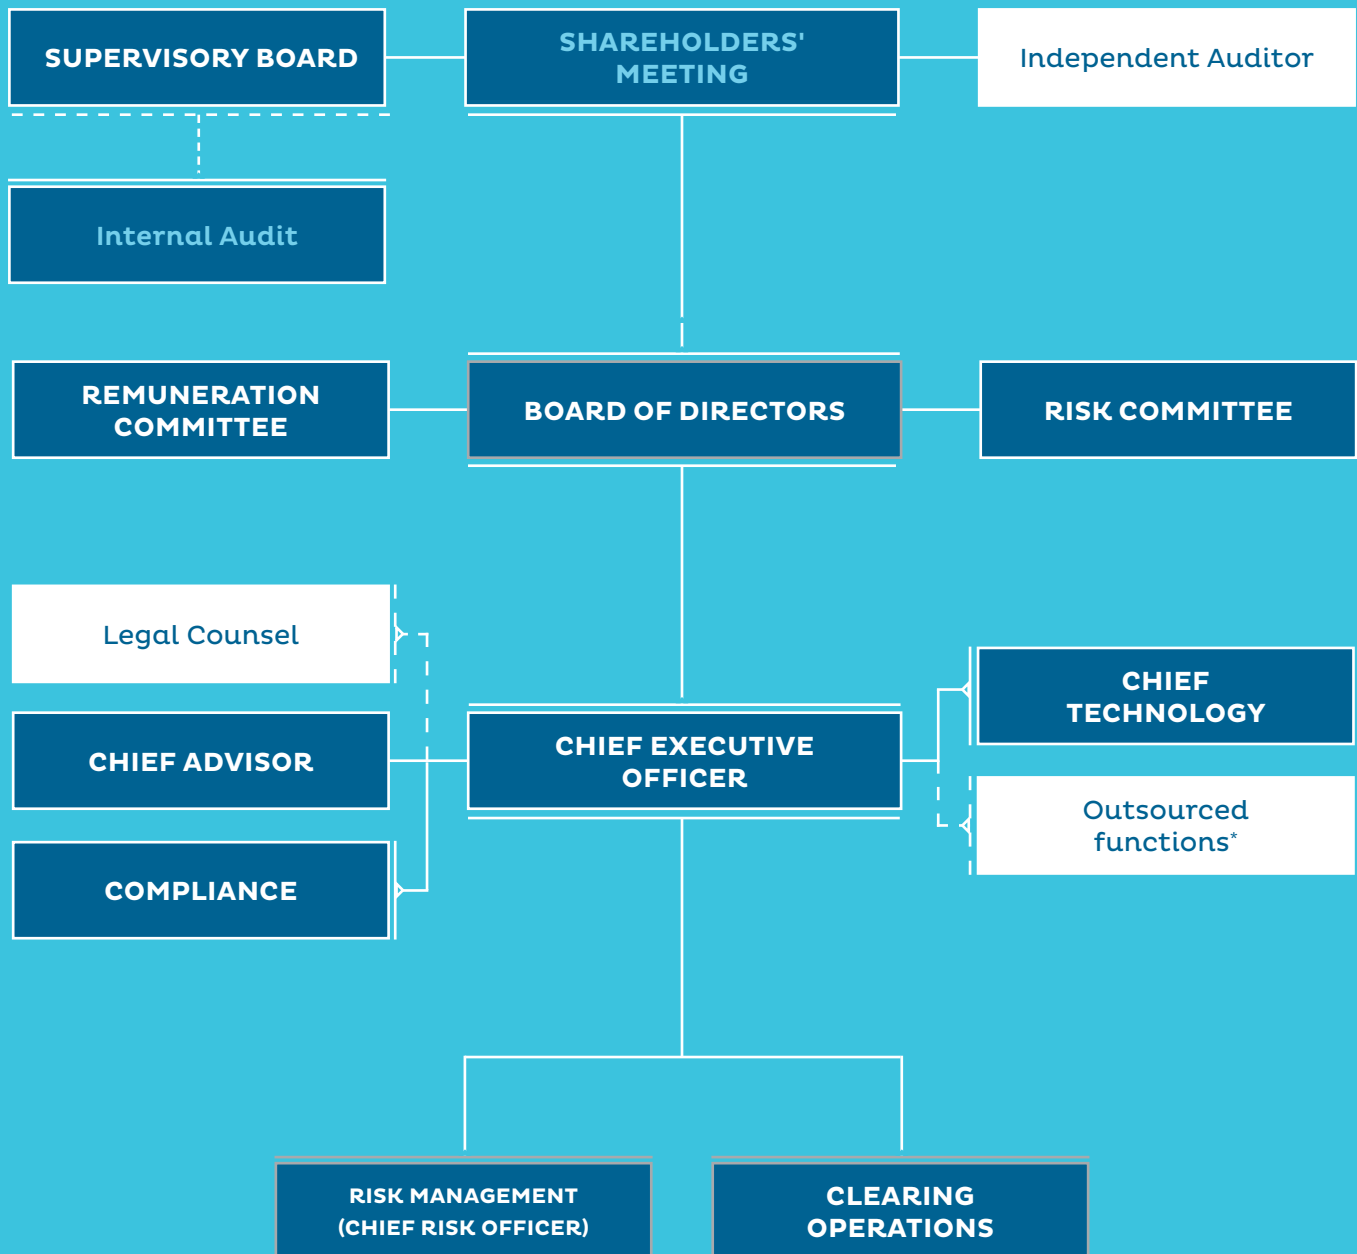 SUPERVISORY BOARD
SHAREHOLDERS'
MEETING
Independent Auditor
Internal Audit
REMUNERATION
COMMITTEE
BOARD OF DIRECTORS
RISK COMMITTEE
Legal Counsel
CHIEF ADVISOR
COMPLIANCE
CHIEF EXECUTIVE
OFFICER
CHIEF
TECHNOLOGY
Outsourced
functions*
RISK MANAGEMENT
(CHIEF RISK OFFICER)
CLEARING
OPERATIONS